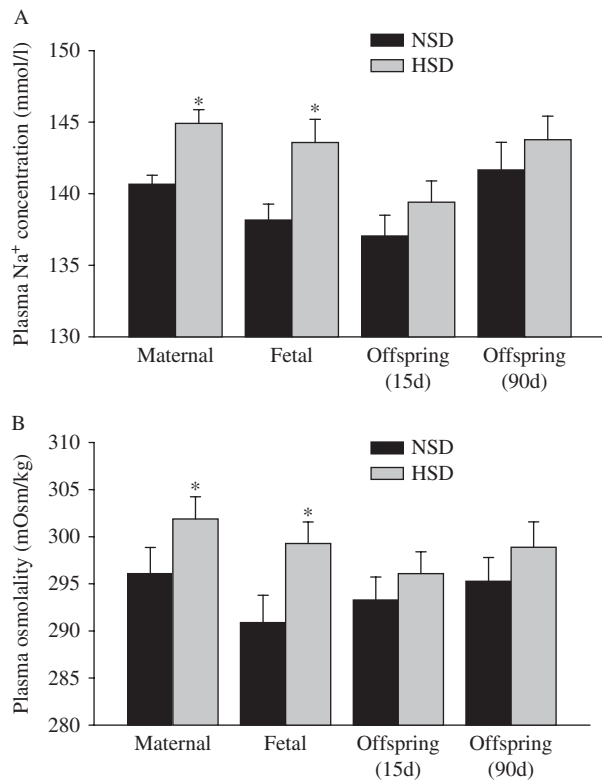 A
NSD
HSD
Plasma Na⁺ concentration (mmol/l)
150
145
140
135
130
* *
Maternal Fetal Offspring (15d) Offspring (90d)
B
NSD
HSD
Plasma osmolality (mOsm/kg)
310
305
300
295
290
285
280
* *
Maternal Fetal Offspring (15d) Offspring (90d)